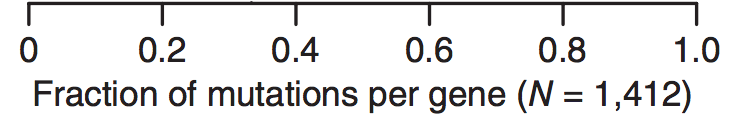 0 0.2 0.4 0.6 0.8 1.0
Fraction of mutations per gene (N = 1,412)